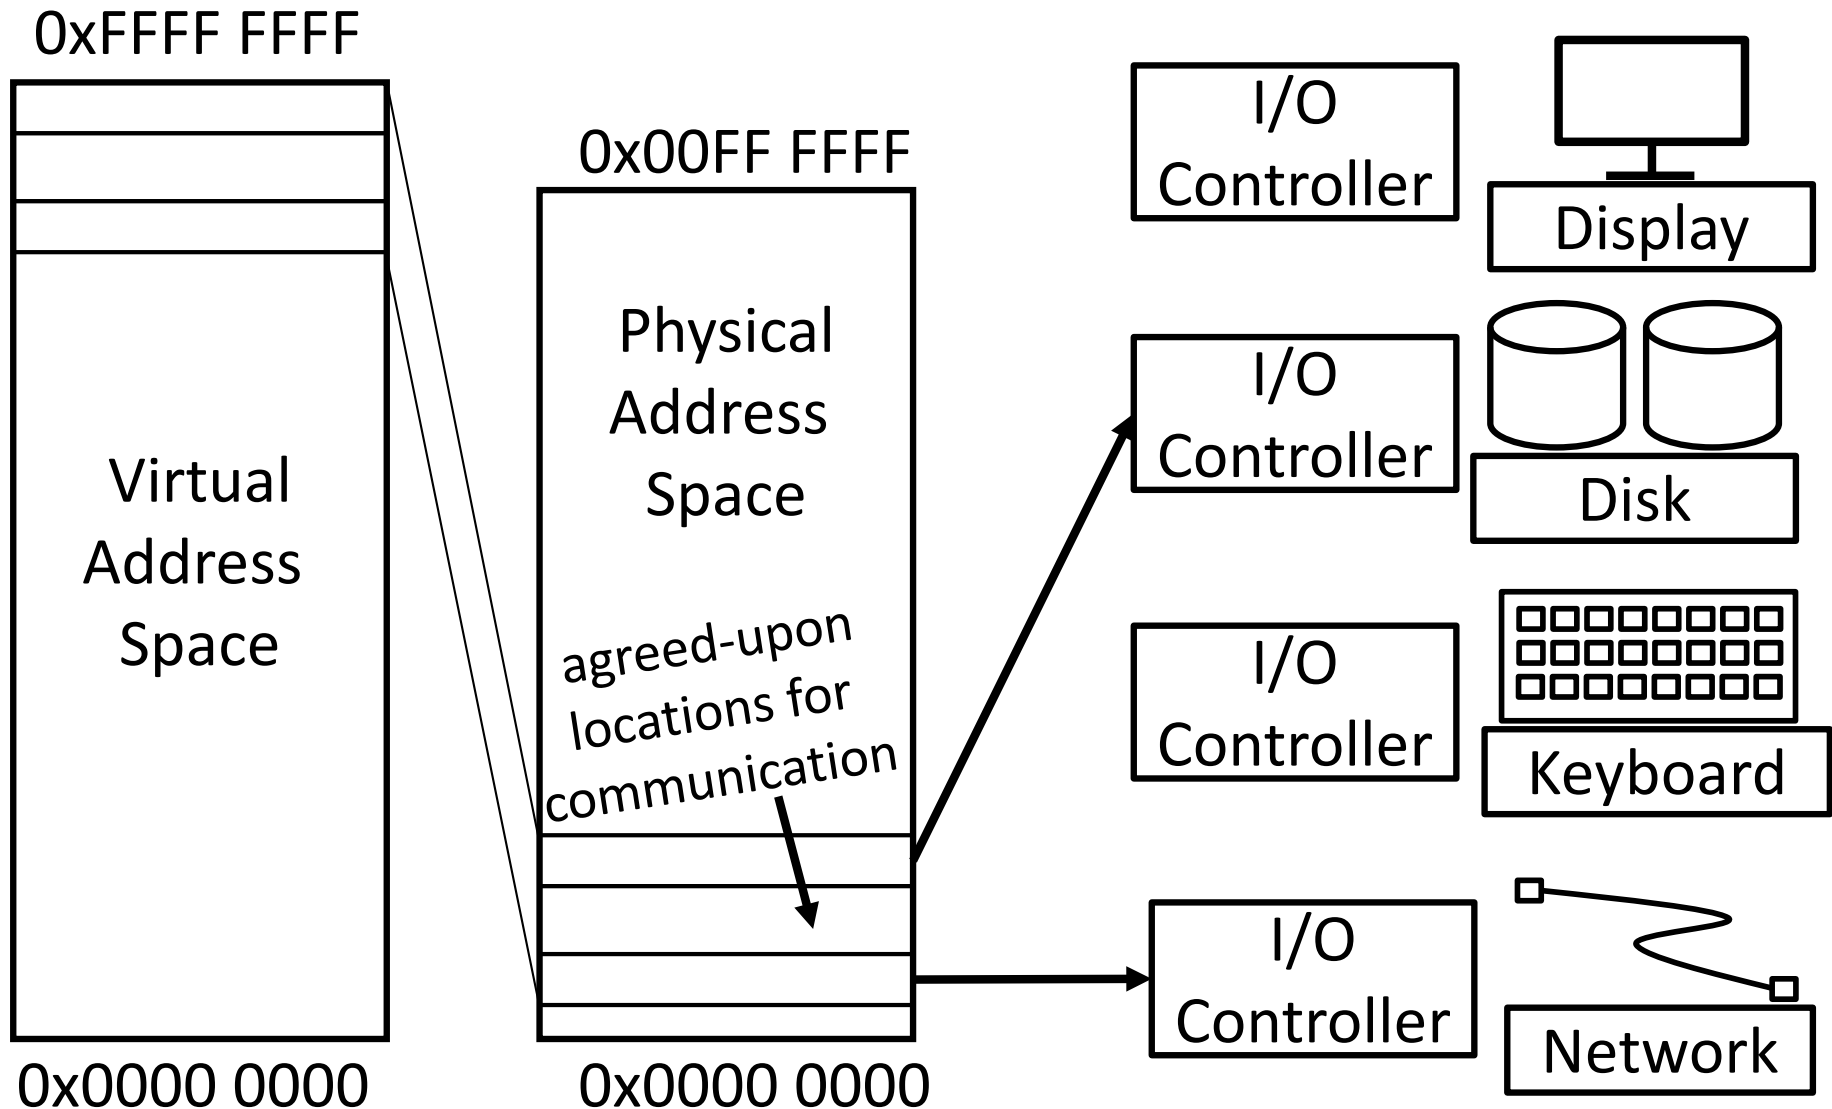 0xFFFF FFFF
Virtual
Address
Space
0x0000 0000
0x00FF FFFF
Physical
Address
Space
agreed-upon
locations for
communication
0x0000 0000
I/O
Controller
Display
I/O
Controller
Disk
I/O
Controller
Keyboard
I/O
Controller
Network